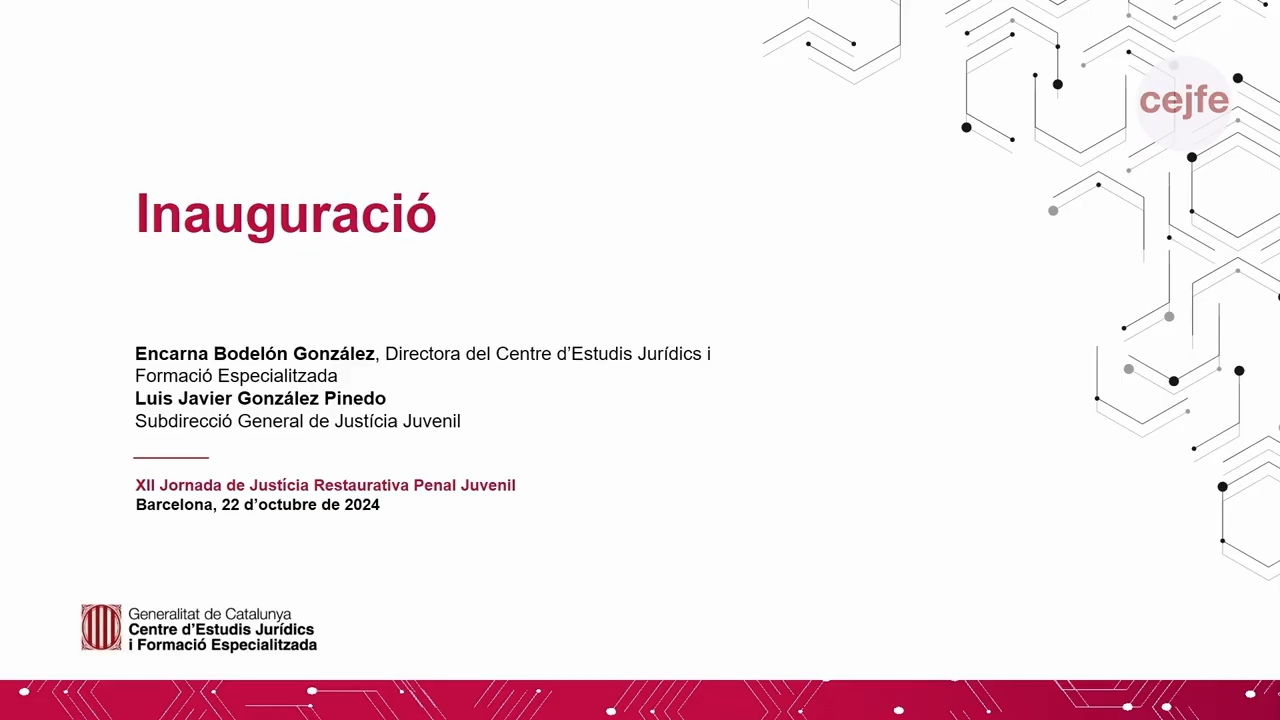 cejfe
Inauguració
Encarna Bodelón González, Directora del Centre d’Estudis Jurídics i
Formació Especialitzada
Luis Javier González Pinedo
Subdirecció General de Justícia Juvenil
XII Jornada de Justícia Restaurativa Penal Juvenil
Barcelona, 22 d’octubre de 2024
Generalitat de Catalunya
Centre d’Estudis Jurídics
i Formació Especialitzada